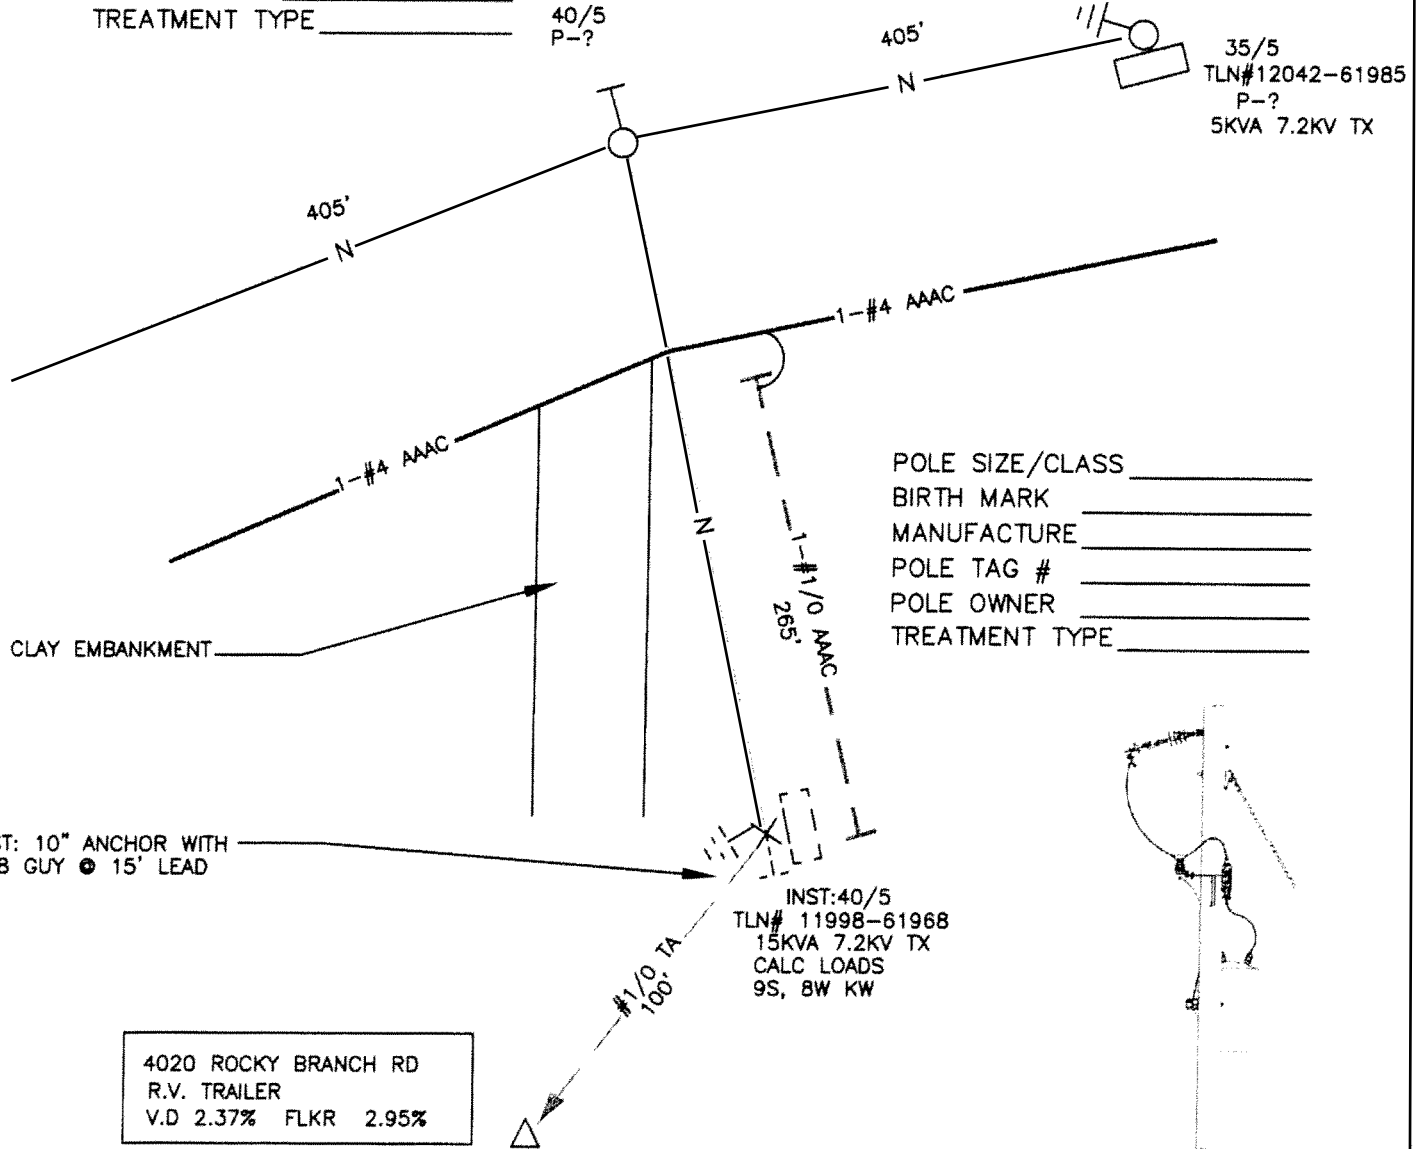 TREATMENT TYPE
40/5
P-?
405'
N
35/5
TLN#12042-61985
P-?
5KVA 7.2KV TX
405'
N
1-#4 AAAC
1-#4 AAAC
N
1-#1/0 AAAC
265'
POLE SIZE/CLASS
BIRTH MARK
MANUFACTURE
POLE TAG #
POLE OWNER
TREATMENT TYPE
CLAY EMBANKMENT
T: 10" ANCHOR WITH
8 GUY @ 15' LEAD
INST:40/5
TLN# 11998-61968
15KVA 7.2KV TX
CALC LOADS
9S, 8W KW
#1/0 TA
100'
4020 ROCKY BRANCH RD
R.V. TRAILER
V.D 2.37% FLKR 2.95%